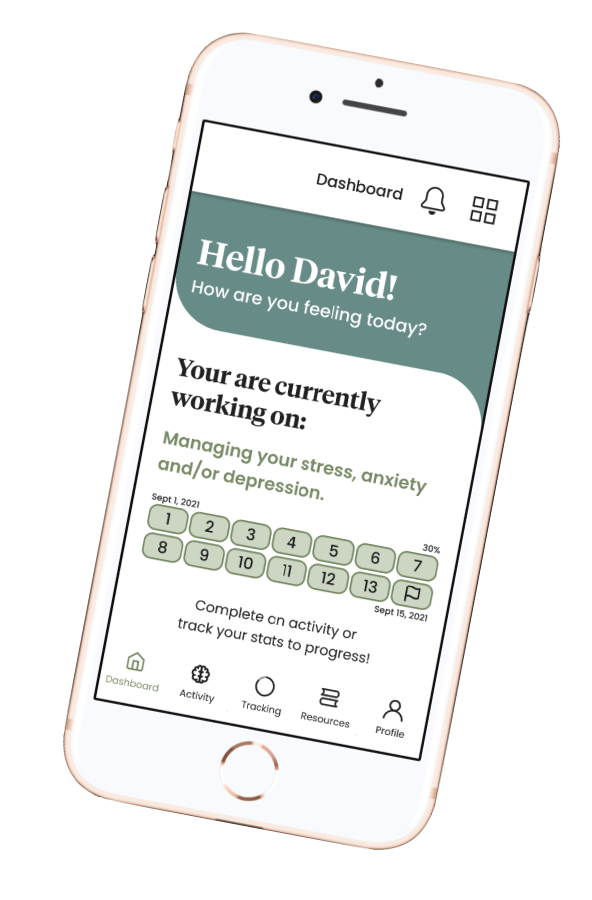 Dashboard
Hello David!
How are you feeling today?
Your are currently
working on:
Managing your stress, anxiety
and/or depression.
Sept 1, 2021
30%
1 2 3 4 5 6 7
8 9 10 11 12 13
Sept 15, 2021
Complete an activity or
track your stats to progress!
Dashboard Activity Tracking Resources Profile